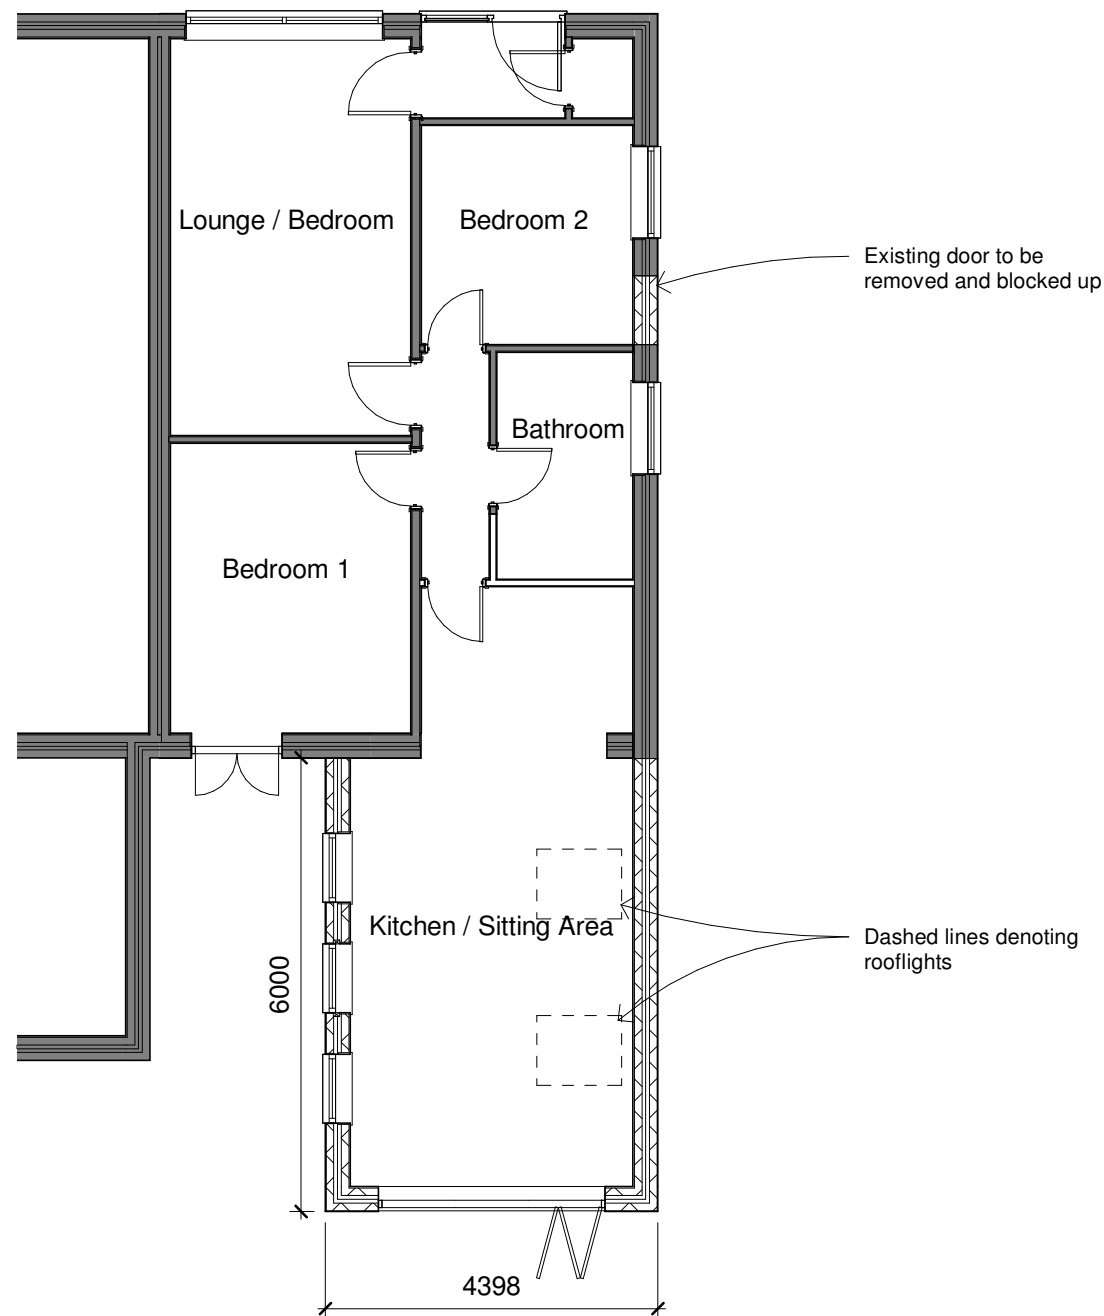 Lounge / Bedroom
Bedroom 2
Existing door to be
removed and blocked up
Bathroom
Bedroom 1
Kitchen / Sitting Area
Dashed lines denoting
rooflights
6000
4398